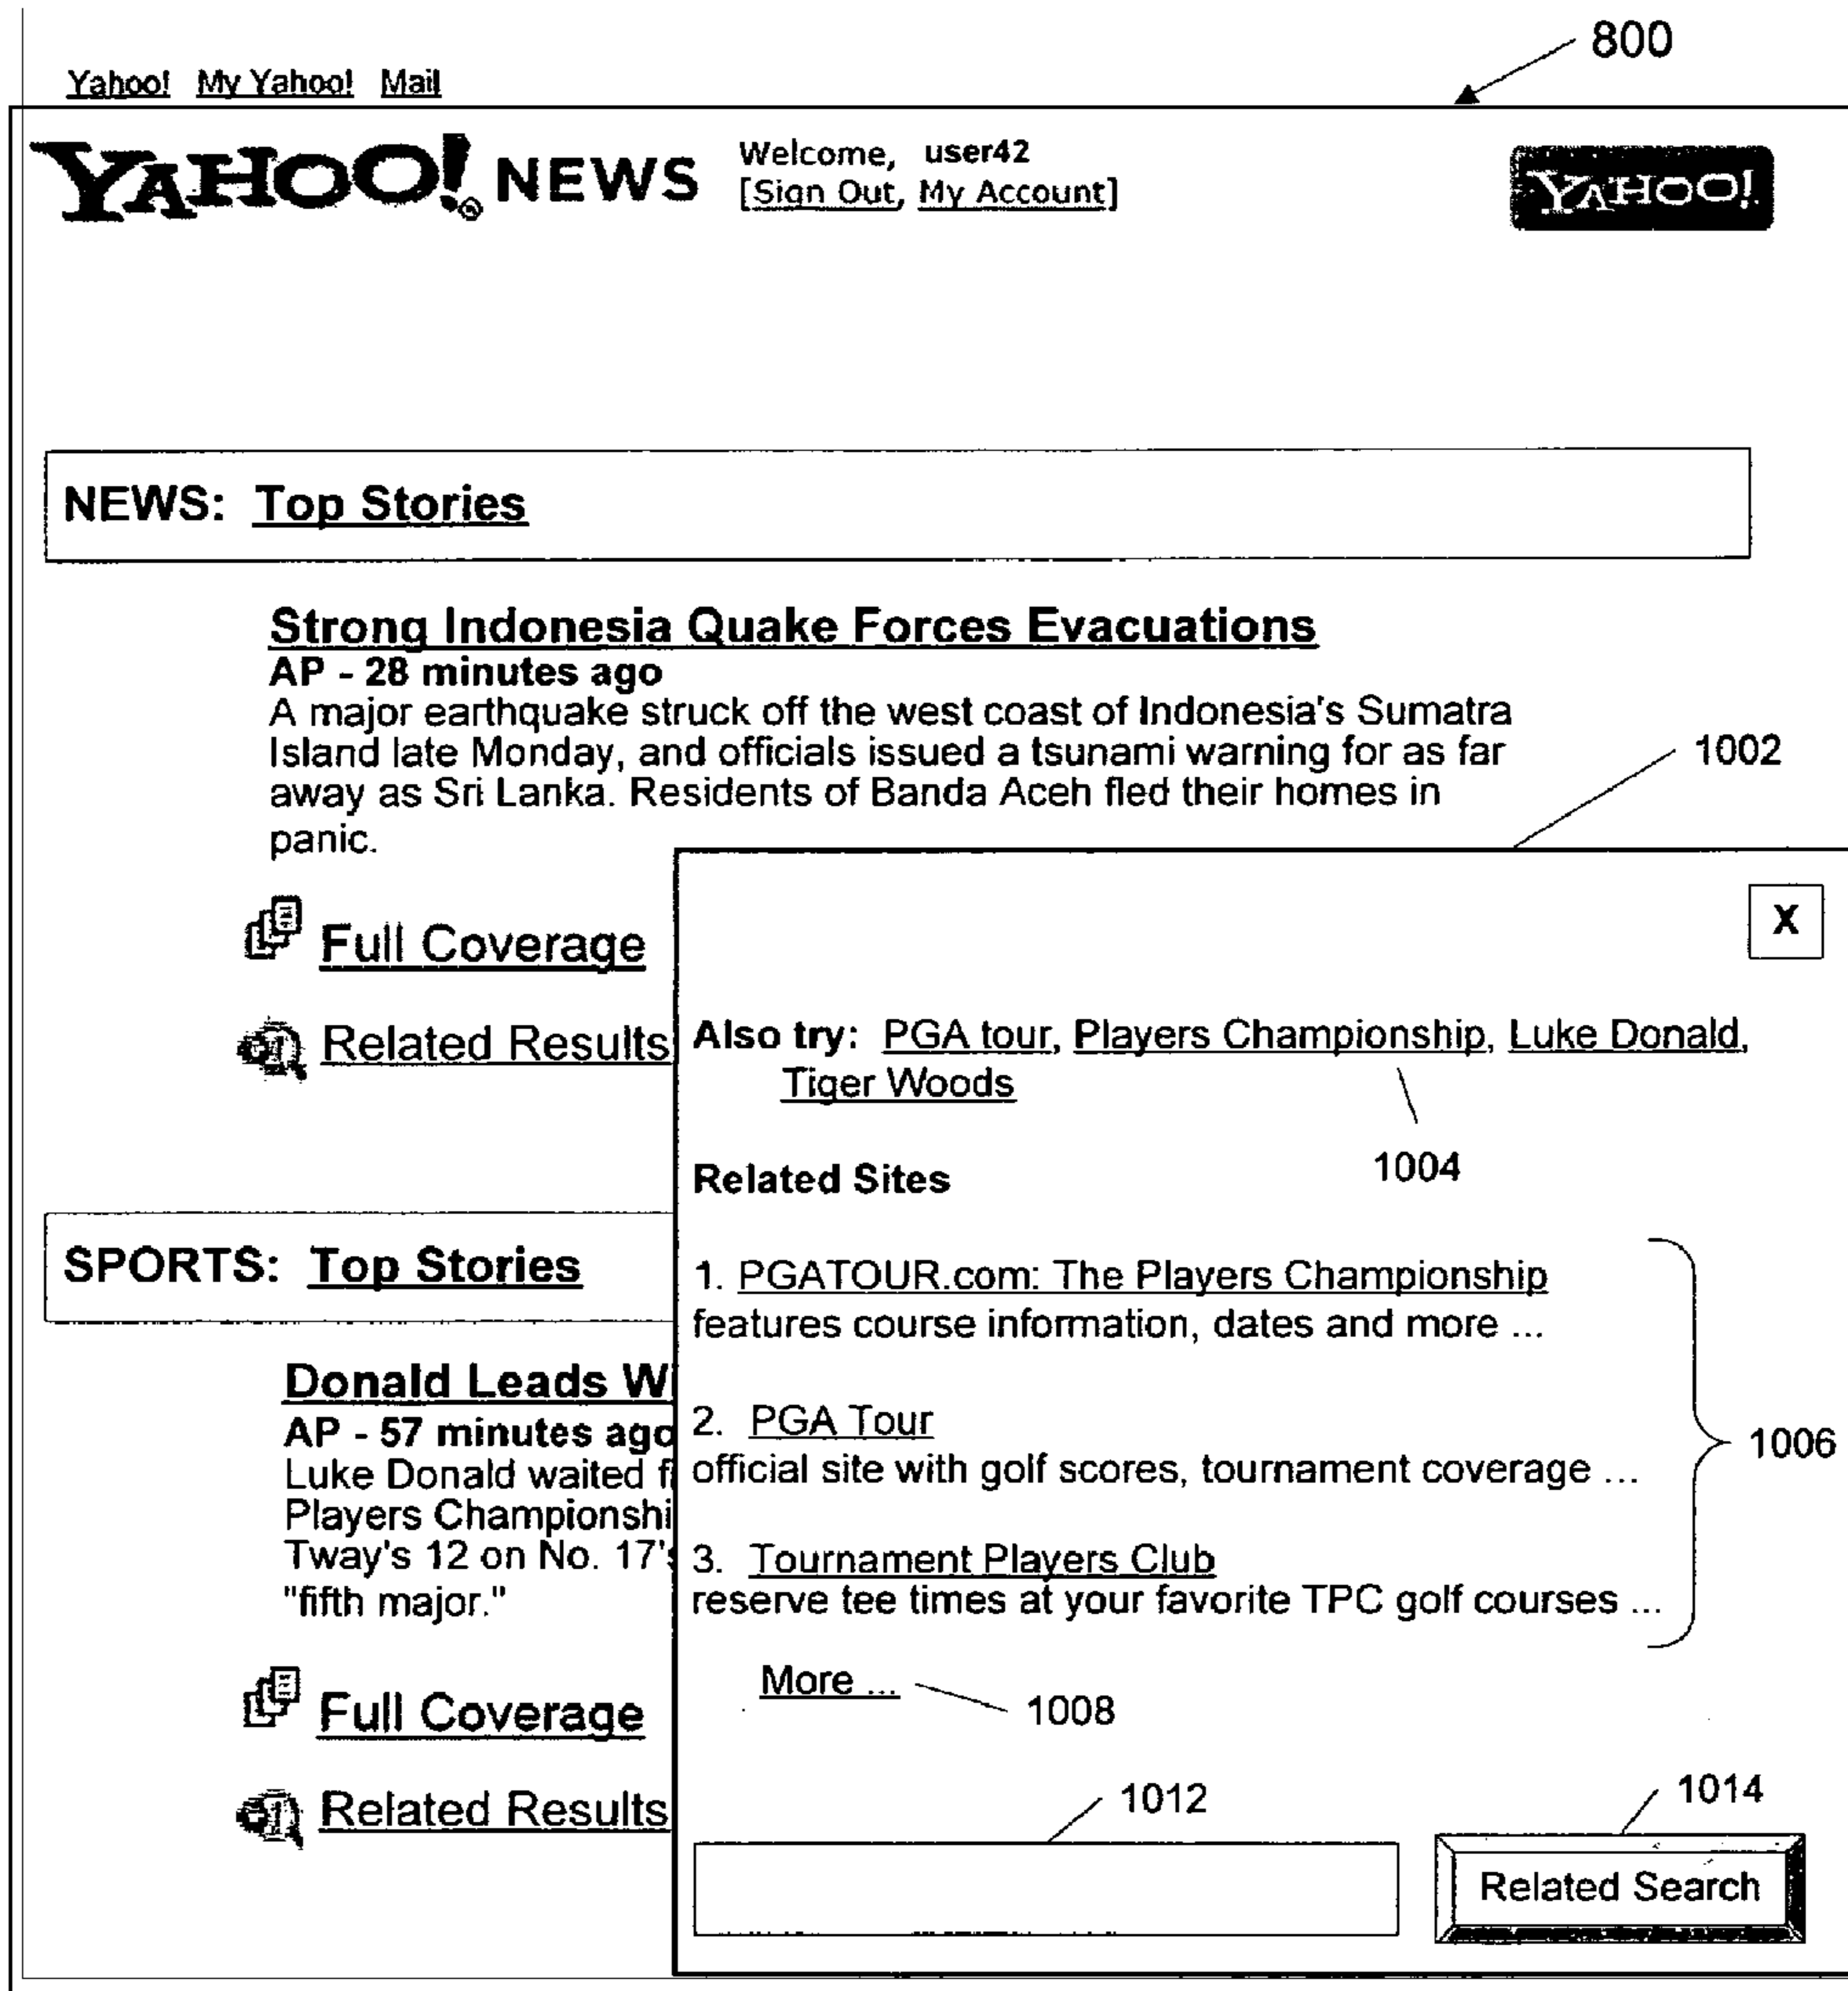 800
Yahoo! My Yahoo! Mail
YAHOO! NEWS
Welcome, user42
[Sign Out, My Account]
YAHOO!
NEWS: Top Stories
Strong Indonesia Quake Forces Evacuations
AP - 28 minutes ago
A major earthquake struck off the west coast of Indonesia's Sumatra
Island late Monday, and officials issued a tsunami warning for as far
away as Sri Lanka. Residents of Banda Aceh fled their homes in
panic.
1002
Full Coverage
Related Results
X
Also try: PGA tour, Players Championship, Luke Donald,
Tiger Woods
1004
Related Sites
1. PGATOUR.com: The Players Championship
features course information, dates and more ...
2. PGA Tour
official site with golf scores, tournament coverage ...
3. Tournament Players Club
reserve tee times at your favorite TPC golf courses ...
1006
More ...
1008
1012
1014
Related Search
SPORTS: Top Stories
Donald Leads W
AP - 57 minutes ago
Luke Donald waited f
Players Championshi
Tway's 12 on No. 17's
"fifth major."
Full Coverage
Related Results